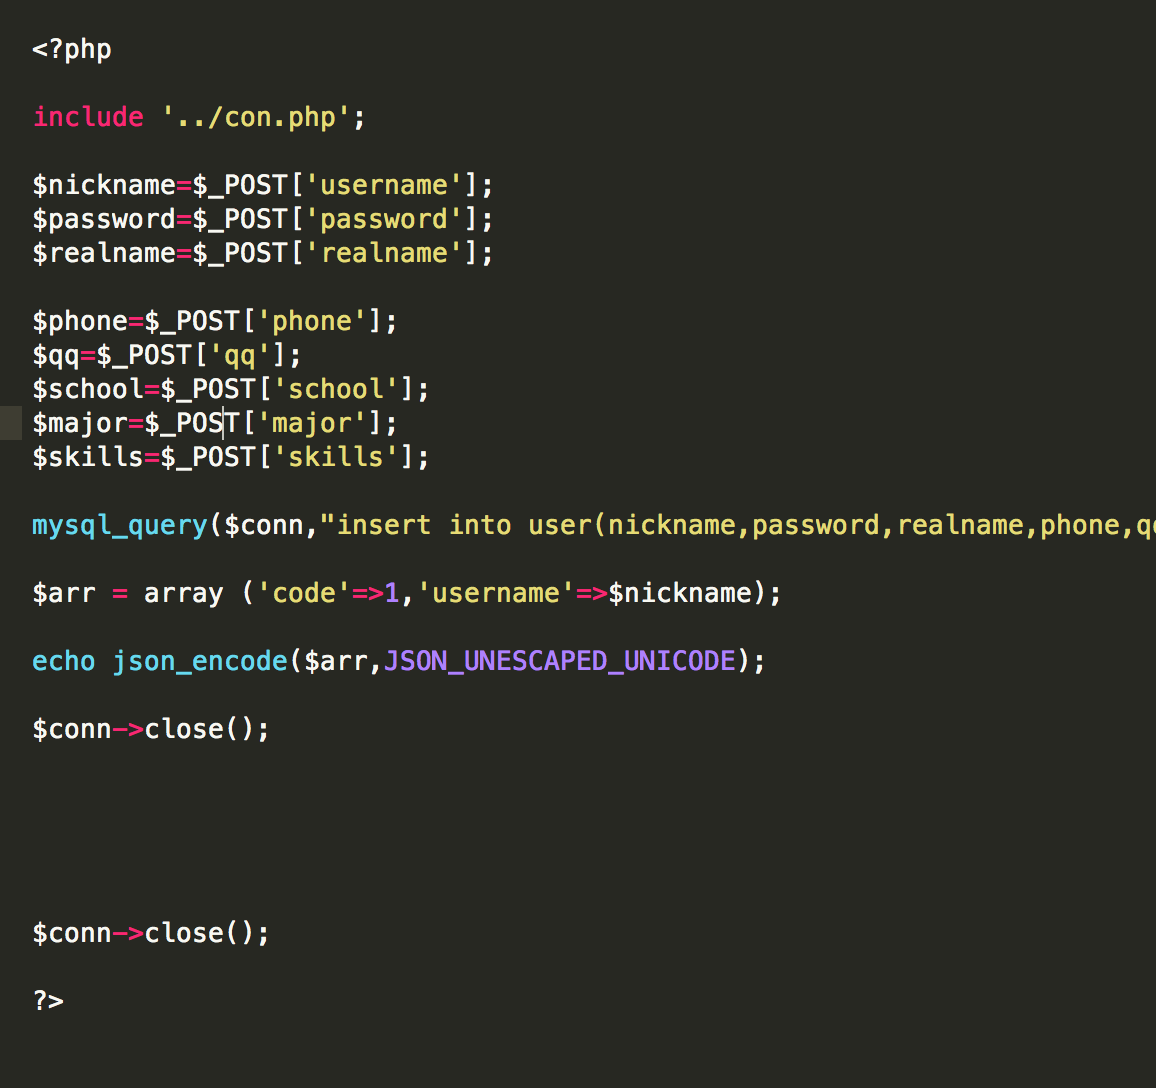 <?php
include '../con.php';
$nickname=$_POST['username'];
$password=$_POST['password'];
$realname=$_POST['realname'];
$phone=$_POST['phone'];
$qq=$_POST['qq'];
$school=$_POST['school'];
$major=$_POST['major'];
$skills=$_POST['skills'];
mysql_query($conn,"insert into user(nickname,password,realname,phone,q
$arr = array ('code'=>1,'username'=>$nickname);
echo json_encode($arr,JSON_UNESCAPED_UNICODE);
$conn->close();
$conn->close();
?>